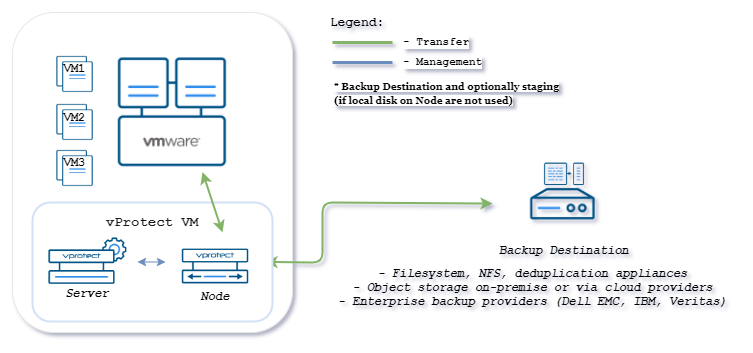 Legend:
- Transfer
- Management
* Backup Destination and optionally staging
(if local disk on Node are not used)
VM1
VM2
VM3
vmware
vProtect VM
vprotect
Server
vprotect
Node
Backup Destination
- Filesystem, NFS, deduplication appliances
- Object storage on-premise or via cloud providers
- Enterprise backup providers (Dell EMC, IBM, Veritas)